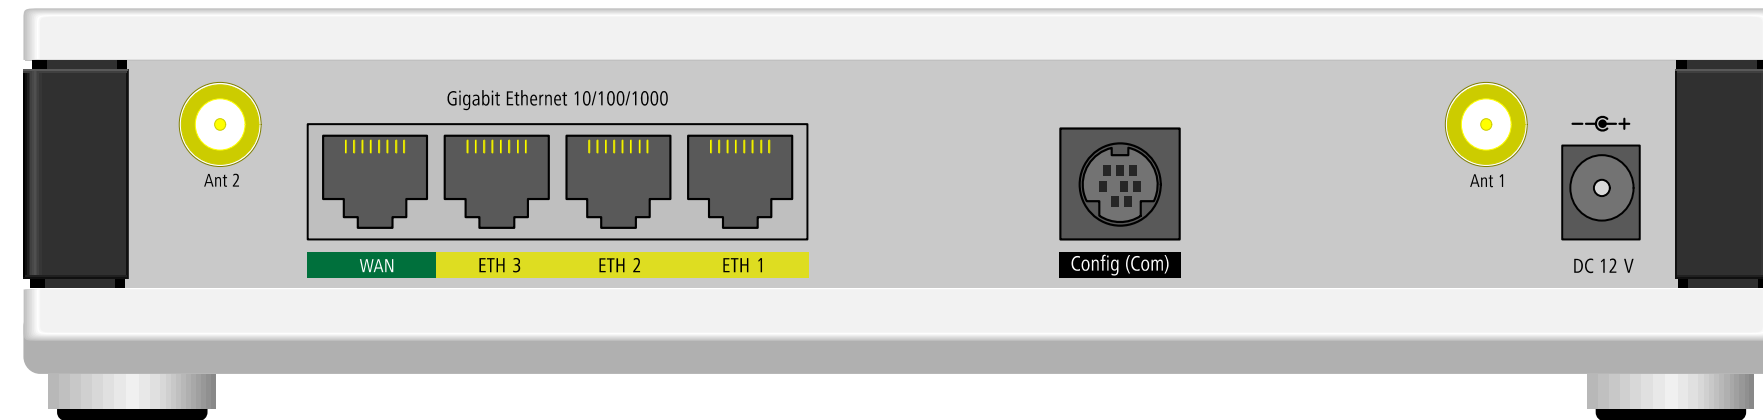 Gigabit Ethernet 10/100/1000
Ant 2
Ant 1
WAN
ETH 3
ETH 2
ETH 1
Config (Com)
DC 12 V